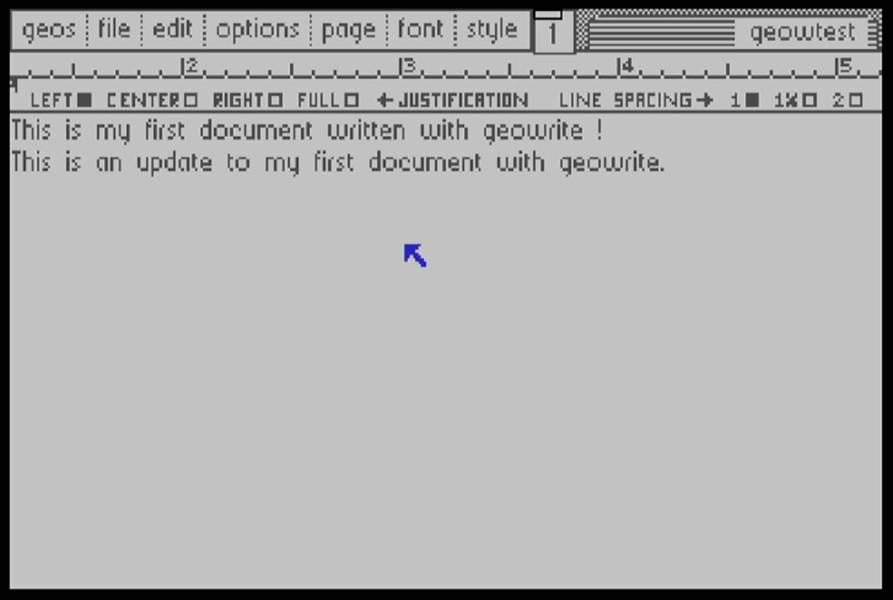 geos file edit options page font style 1 geowtest
2 3 4 5
LEFT CENTER RIGHT FULL ←JUSTIFICATION LINE SPACING→ 1 1½ 2
This is my first document written with geowrite !
This is an update to my first document with geowrite.